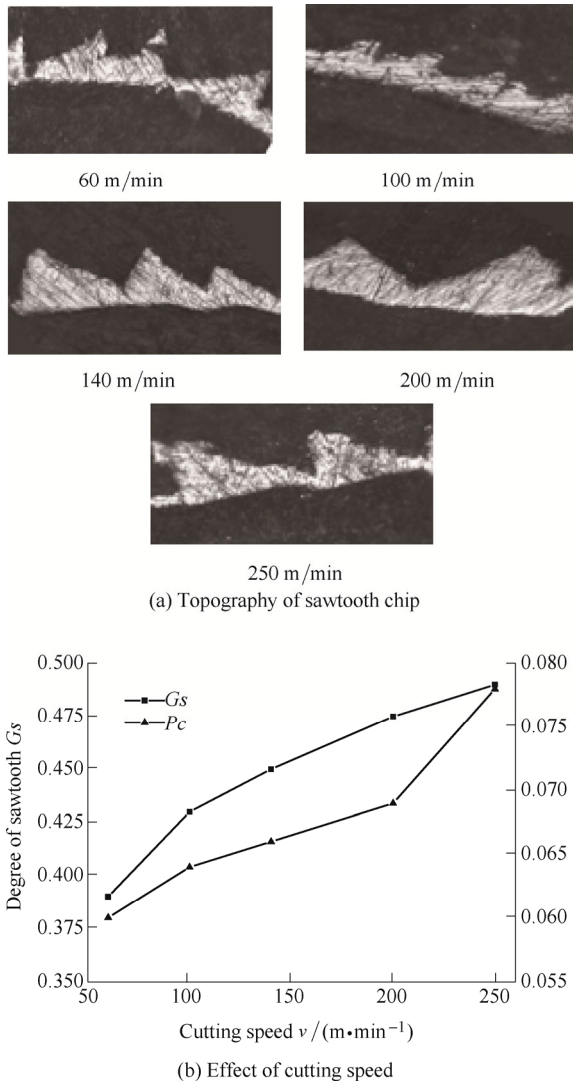 60 m/min
100 m/min
140 m/min
200 m/min
250 m/min
(a) Topography of sawtooth chip
0.500
0.475
0.450
0.425
0.400
0.375
0.350
Degree of sawtooth Gs
Gs
Pc
0.080
0.075
0.070
0.065
0.060
0.055
50
100
150
200
250
Cutting speed v/(m•min⁻¹)
(b) Effect of cutting speed